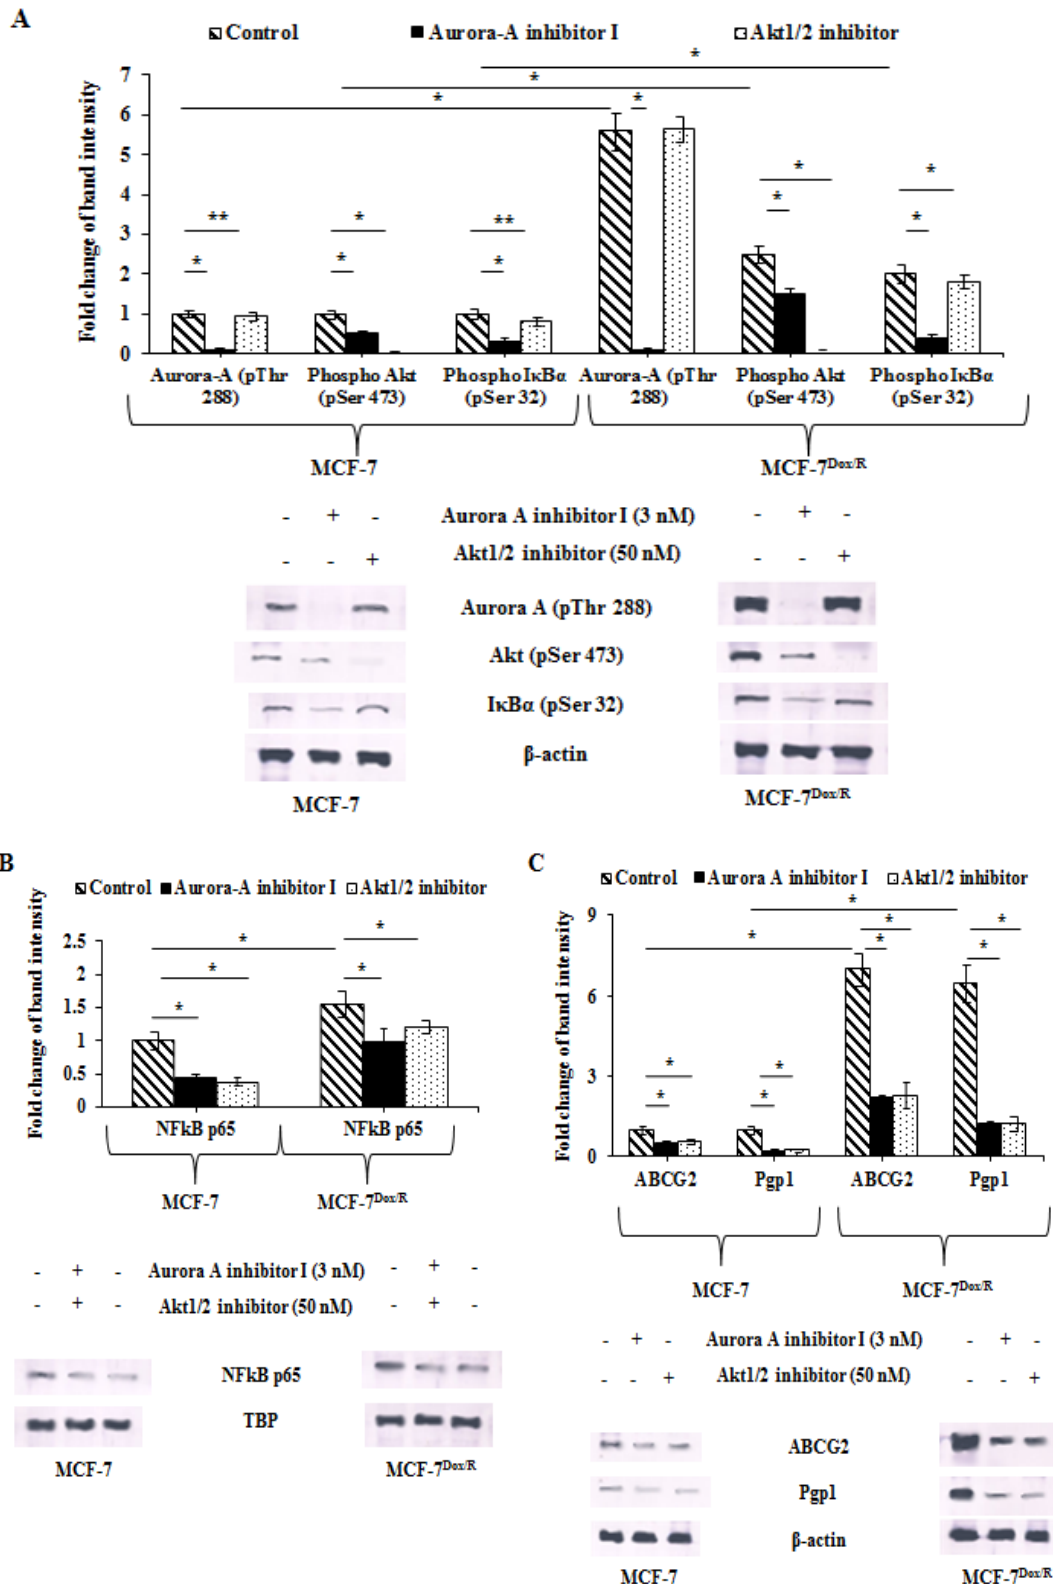 A
Control Aurora-A inhibitor I Akt1/2 inhibitor
Fold change of band intensity
7
6
5
4
3
2
1
0
* * *
* *
** * ** * *
* * * * *
Aurora-A (pThr 288) Phospho Akt (pSer 473) Phospho IκBα (pSer 32) Aurora-A (pThr 288) Phospho Akt (pSer 473) Phospho IκBα (pSer 32)
MCF-7 MCF-7Dox/R
- + - Aurora A inhibitor I (3 nM) - + -
- - + Akt1/2 inhibitor (50 nM) - - +
Aurora A (pThr 288)
Akt (pSer 473)
IκBα (pSer 32)
β-actin
MCF-7 MCF-7Dox/R
B
Control Aurora-A inhibitor I Akt1/2 inhibitor
Fold change of band intensity
2.5
2
1.5
1
0.5
0
* *
* *
*
NFkB p65 NFkB p65
MCF-7 MCF-7Dox/R
- + - Aurora A inhibitor I (3 nM) - + -
- + - Akt1/2 inhibitor (50 nM) - + -
NFkB p65
TBP
MCF-7 MCF-7Dox/R
C
Control Aurora A inhibitor I Akt1/2 inhibitor
Fold change of band intensity
9
6
3
0
* *
* * * *
* * * *
ABCG2 Pgp1 ABCG2 Pgp1
MCF-7 MCF-7Dox/R
- + - Aurora A inhibitor I (3 nM) - + -
- - + Akt1/2 inhibitor (50 nM) - - +
ABCG2
Pgp1
β-actin
MCF-7 MCF-7Dox/R